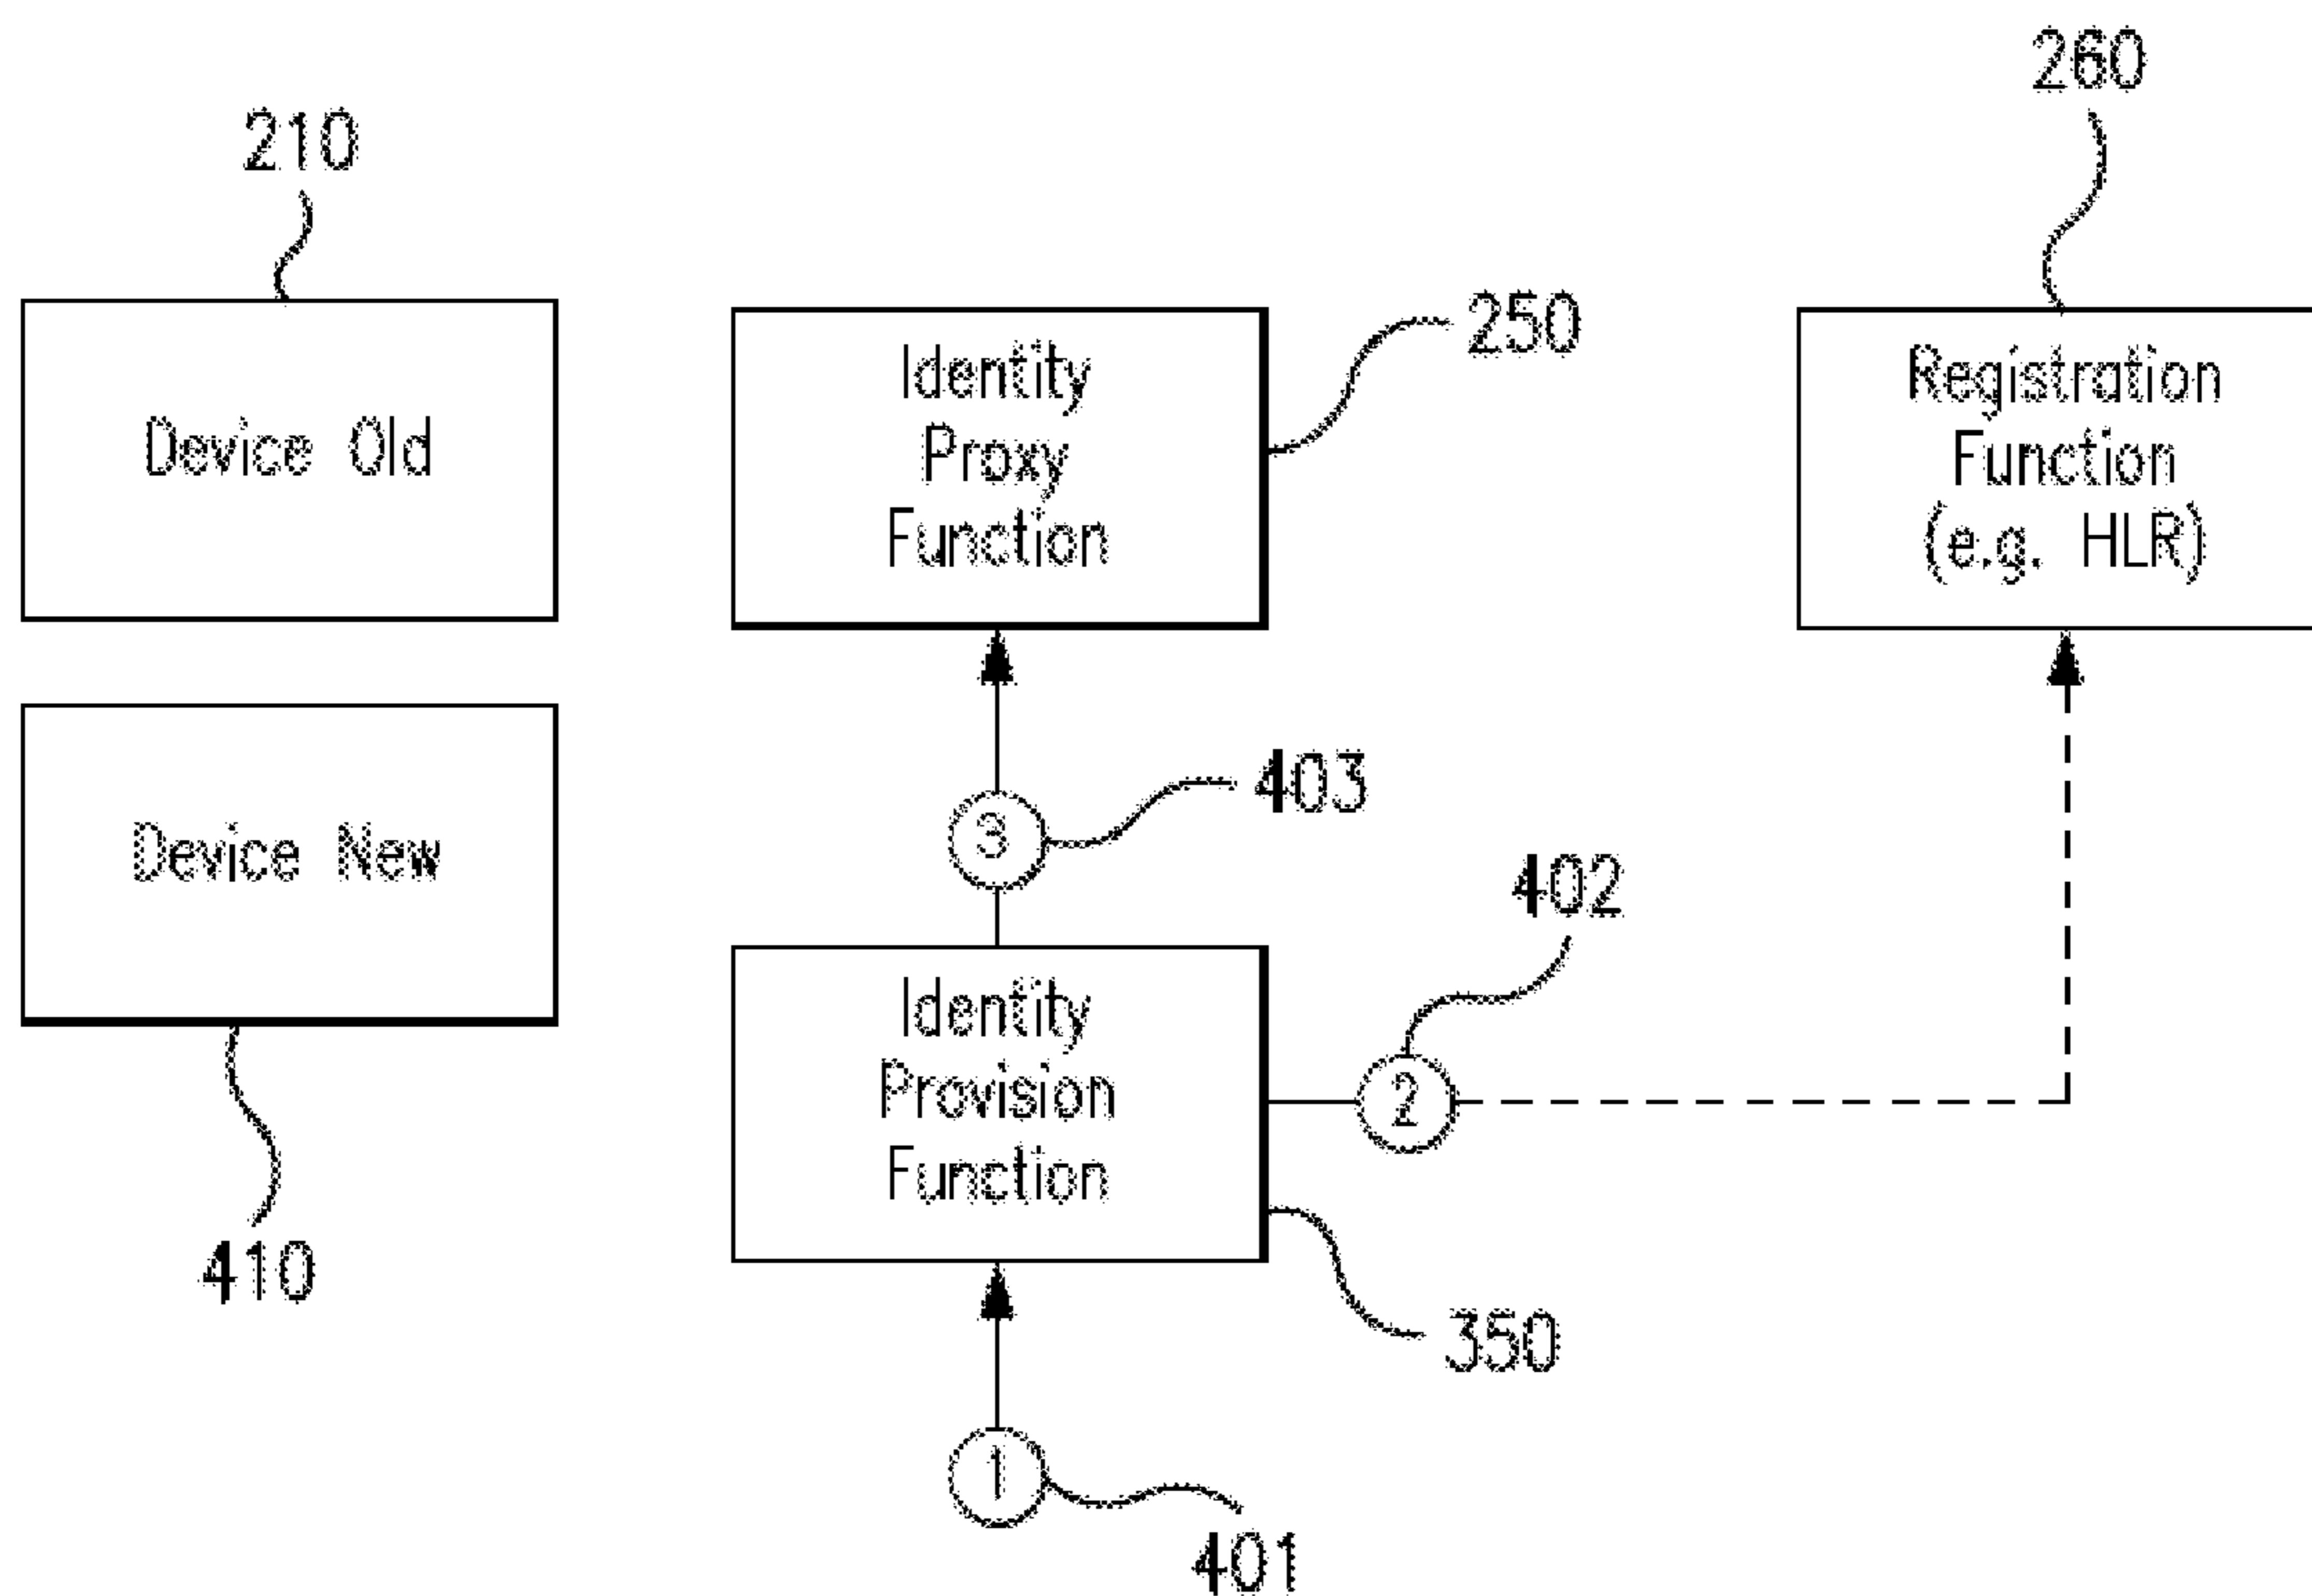 260
210
250
Device Old
Identity
Proxy
Function
Registration
Function
(e.g. HLR)
403
3
Device New
402
Identity
Provision
Function
2
410
350
1
401